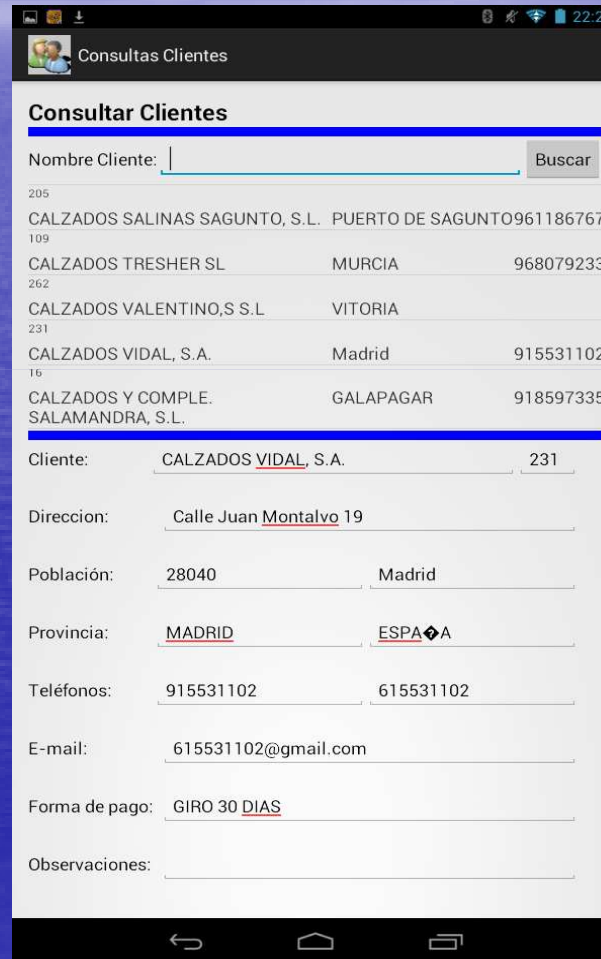 22:2
Consultas Clientes
Consultar Clientes
Nombre Cliente: Buscar
205
CALZADOS SALINAS SAGUNTO, S.L. PUERTO DE SAGUNTO961186767
109
CALZADOS TRESHER SL MURCIA 968079233
262
CALZADOS VALENTINO,S S.L VITORIA
231
CALZADOS VIDAL, S.A. Madrid 915531102
16
CALZADOS Y COMPLE. GALAPAGAR 918597335
SALAMANDRA, S.L.
Cliente: CALZADOS VIDAL, S.A. 231
Direccion: Calle Juan Montalvo 19
Población: 28040 Madrid
Provincia: MADRID ESPA�A
Teléfonos: 915531102 615531102
E-mail: 615531102@gmail.com
Forma de pago: GIRO 30 DIAS
Observaciones: